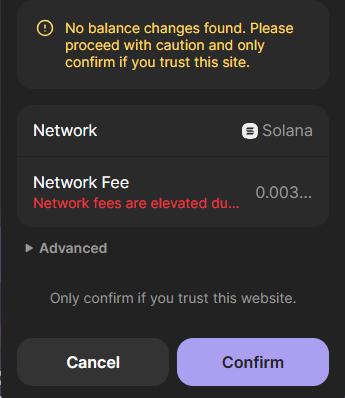 No balance changes found. Please
proceed with caution and only
confirm if you trust this site.
Network
Solana
Network Fee
Network fees are elevated du...
0.003...
Advanced
Only confirm if you trust this website.
Cancel
Confirm